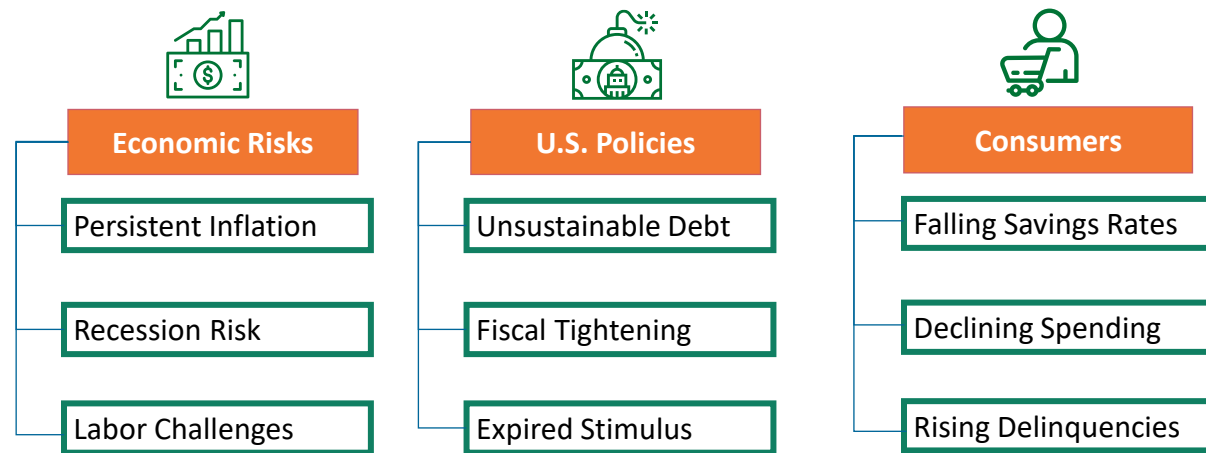 $
Economic Risks
Persistent Inflation
Recession Risk
Labor Challenges
U.S. Policies
Unsustainable Debt
Fiscal Tightening
Expired Stimulus
Consumers
Falling Savings Rates
Declining Spending
Rising Delinquencies